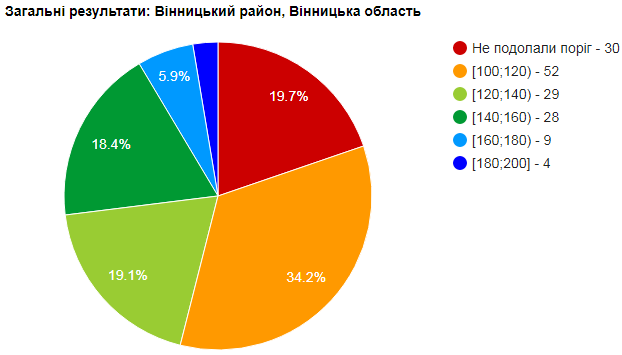 Загальні результати: Вінницький район, Вінницька область
Не подолали поріг - 30
[100;120) - 52
[120;140) - 29
[140;160) - 28
[160;180) - 9
[180;200] - 4
19.7%
34.2%
19.1%
18.4%
5.9%